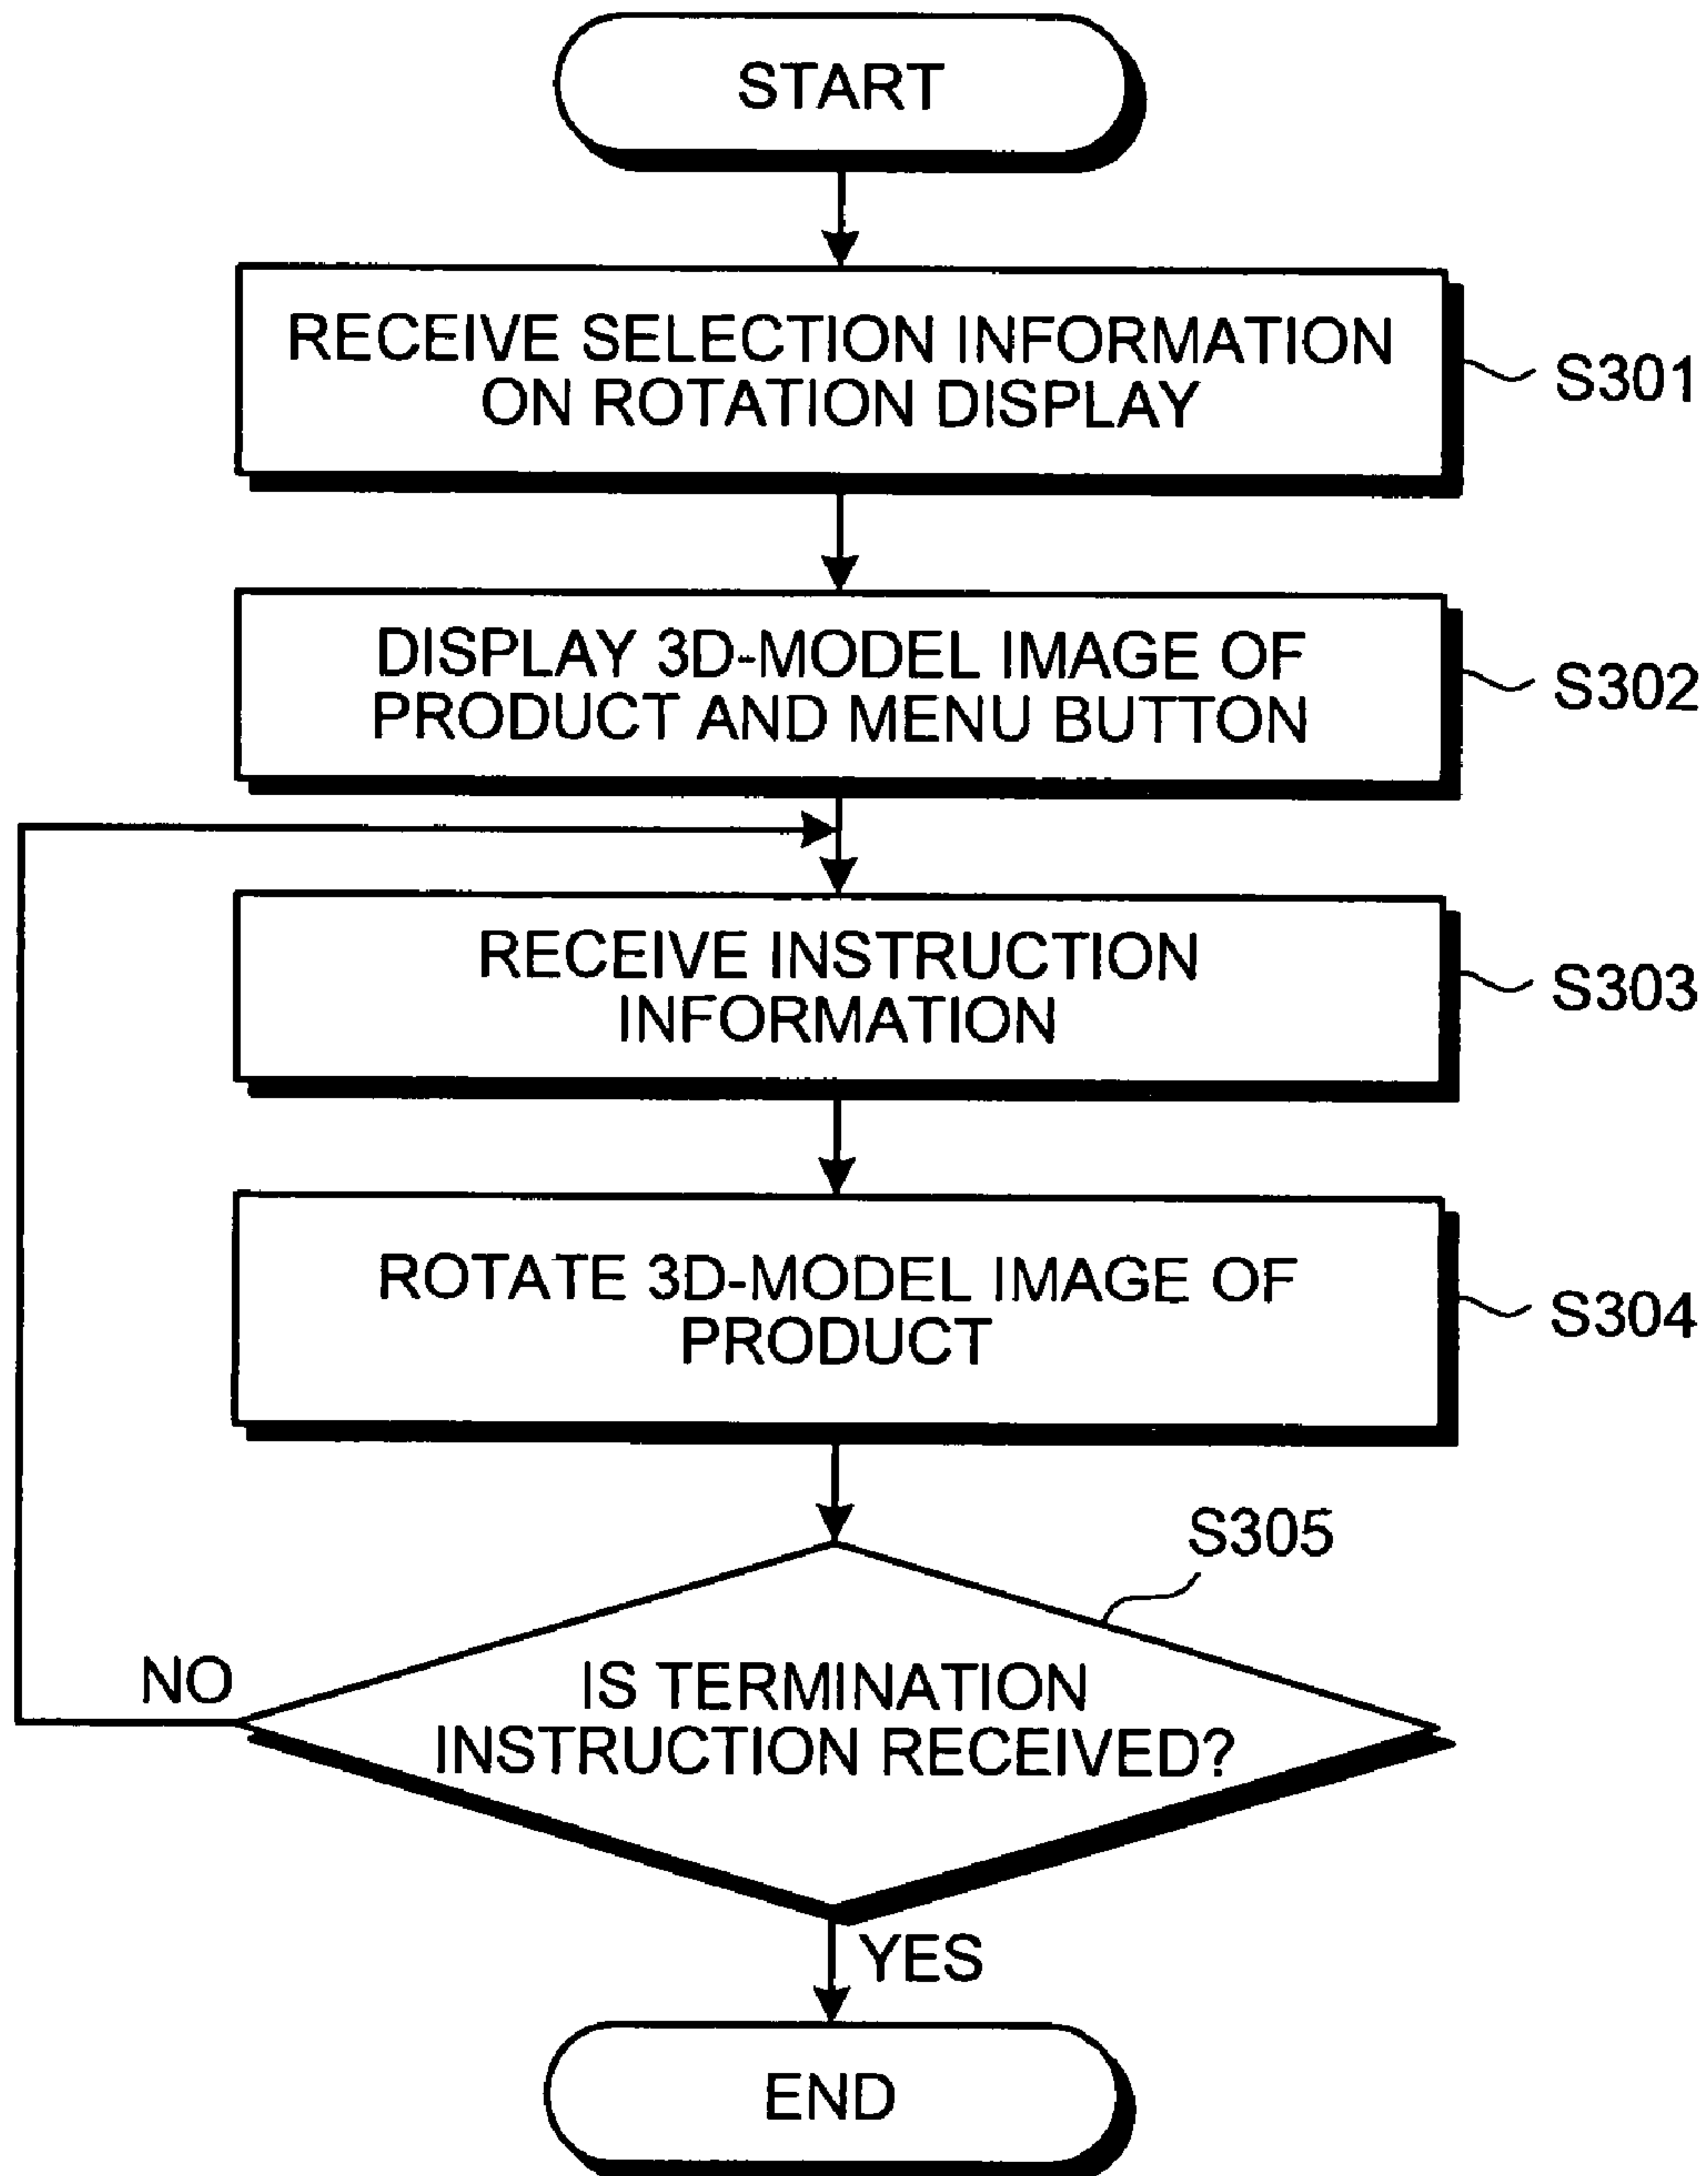 START
RECEIVE SELECTION INFORMATION
ON ROTATION DISPLAY
S301
DISPLAY 3D-MODEL IMAGE OF
PRODUCT AND MENU BUTTON
S302
RECEIVE INSTRUCTION
INFORMATION
S303
ROTATE 3D-MODEL IMAGE OF
PRODUCT
S304
S305
NO
IS TERMINATION
INSTRUCTION RECEIVED?
YES
END